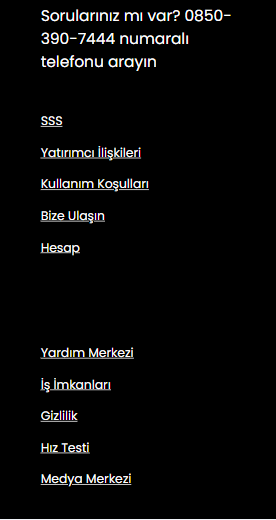 Sorularınız mı var? 0850-
390-7444 numaralı
telefonu arayın
SSS
Yatırımcı İlişkileri
Kullanım Koşulları
Bize Ulaşın
Hesap
Yardım Merkezi
İş İmkanları
Gizlilik
Hız Testi
Medya Merkezi